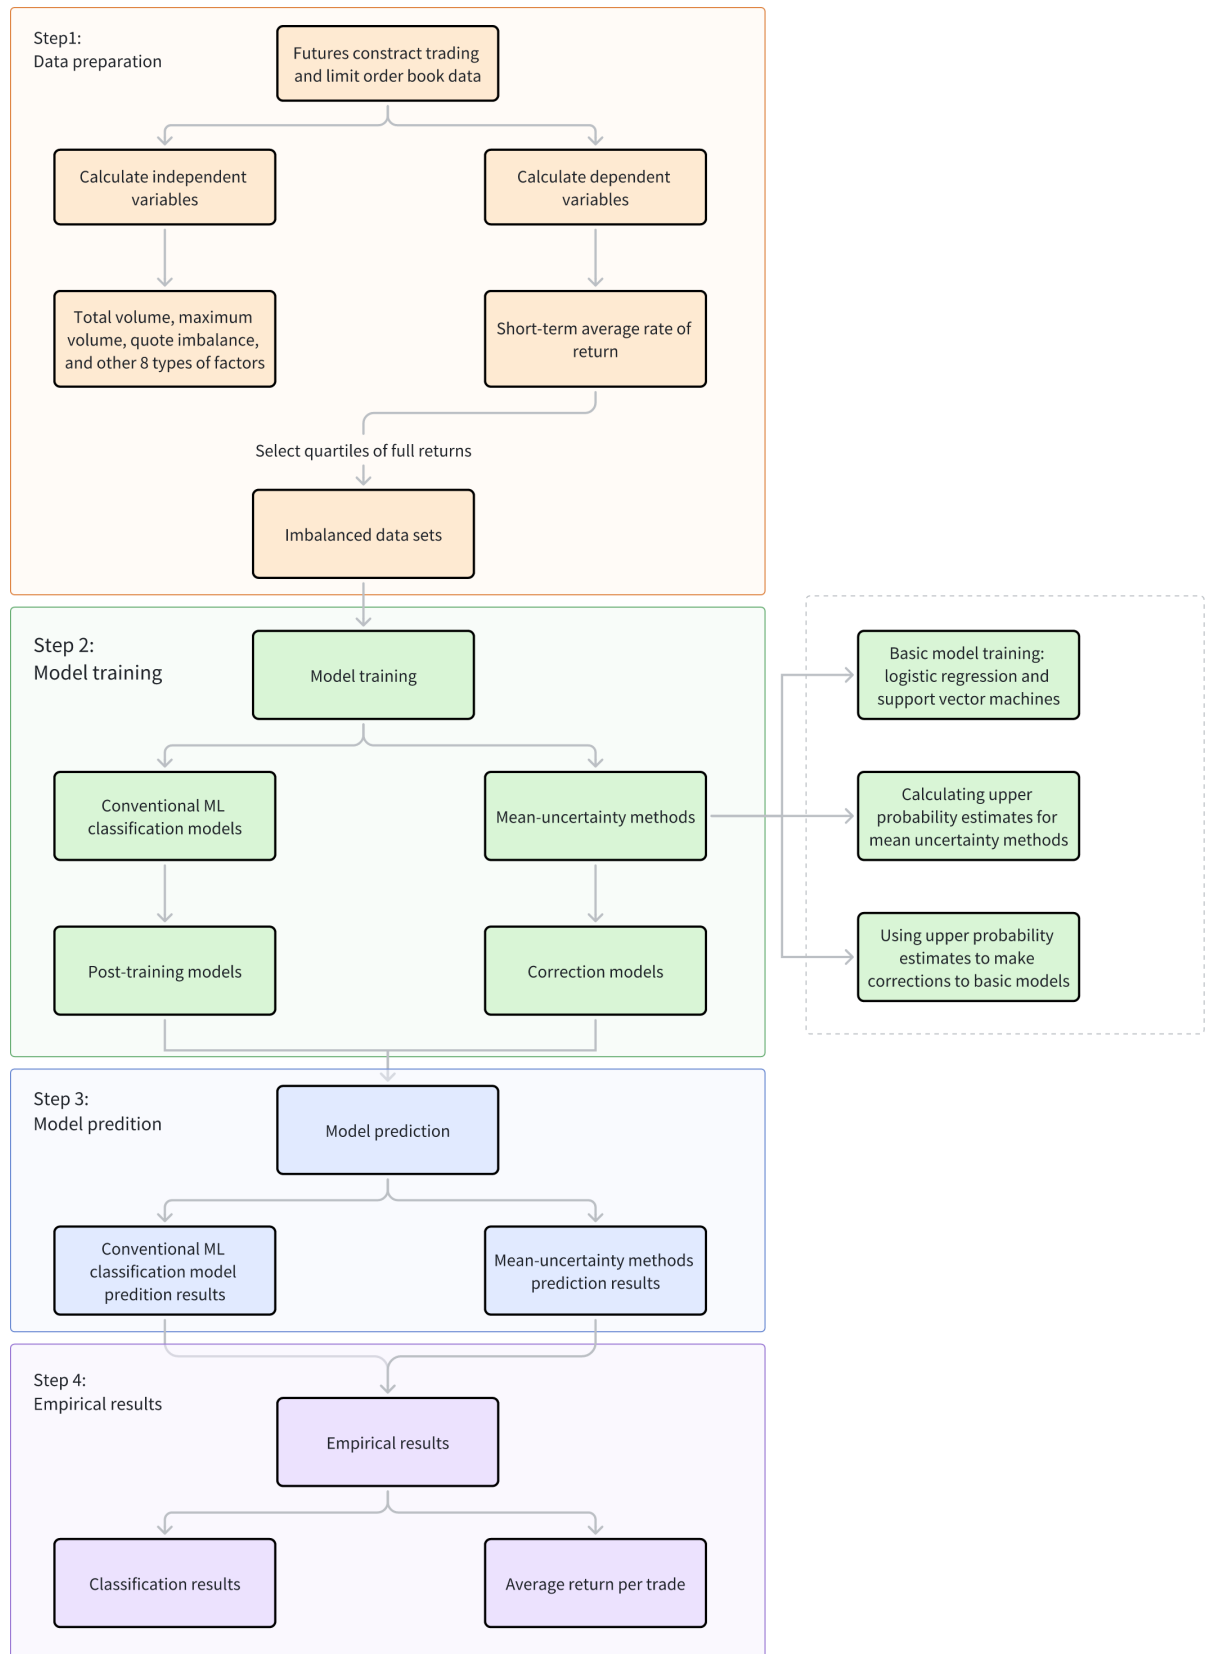 Step1:
Data preparation
Futures constract trading
and limit order book data
Calculate independent
variables
Calculate dependent
variables
Total volume, maximum
volume, quote imbalance,
and other 8 types of factors
Short-term average rate of
return
Select quartiles of full returns
Imbalanced data sets
Step 2:
Model training
Model training
Conventional ML
classification models
Mean-uncertainty methods
Post-training models
Correction models
Basic model training:
logistic regression and
support vector machines
Calculating upper
probability estimates for
mean uncertainty methods
Using upper probability
estimates to make
corrections to basic models
Step 3:
Model predition
Model prediction
Conventional ML
classification model
predition results
Mean-uncertainty methods
prediction results
Step 4:
Empirical results
Empirical results
Classification results
Average return per trade